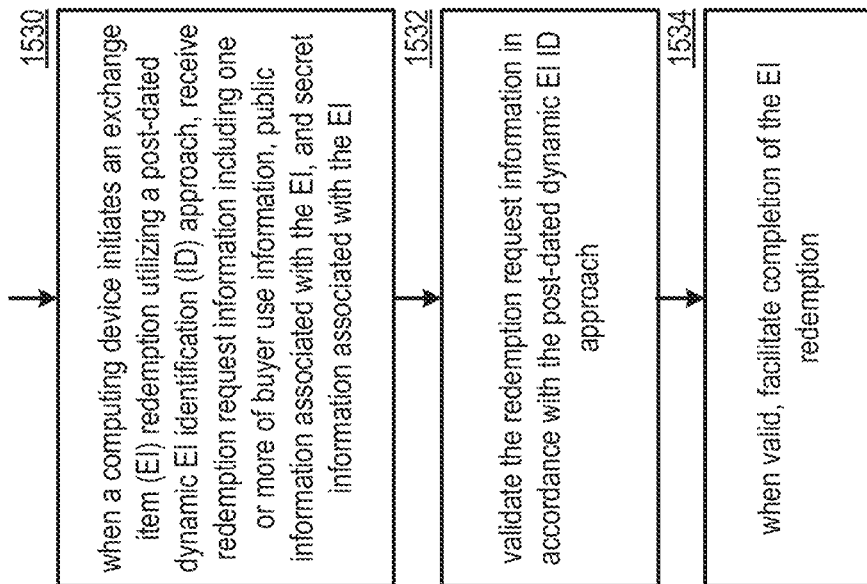 1530
when a computing device initiates an exchange
item (EI) redemption utilizing a post-dated
dynamic EI identification (ID) approach, receive
redemption request information including one
or more of buyer use information, public
information associated with the EI, and secret
information associated with the EI
1532
validate the redemption request information in
accordance with the post-dated dynamic EI ID
approach
1534
when valid, facilitate completion of the EI
redemption